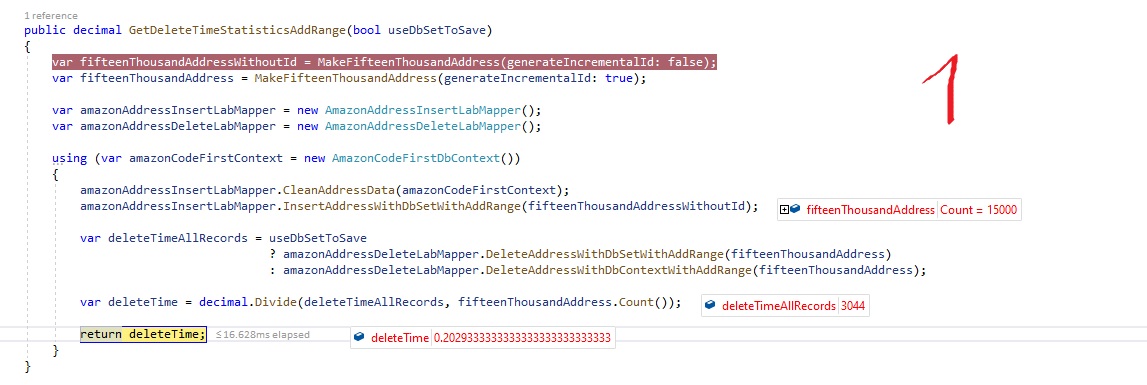 1 reference
public decimal GetDeleteTimeStatisticsAddRange(bool useDbSetToSave)
{
var fifteenThousandAddressWithoutId = MakeFifteenThousandAddress(generateIncrementalId: false);
var fifteenThousandAddress = MakeFifteenThousandAddress(generateIncrementalId: true);
1
var amazonAddressInsertLabMapper = new AmazonAddressInsertLabMapper();
var amazonAddressDeleteLabMapper = new AmazonAddressDeleteLabMapper();
using (var amazonCodeFirstContext = new AmazonCodeFirstDbContext())
{
amazonAddressInsertLabMapper.CleanAddressData(amazonCodeFirstContext);
amazonAddressInsertLabMapper.InsertAddressWithDbSetWithAddRange(fifteenThousandAddressWithoutId); fifteenThousandAddress Count = 15000
var deleteTimeAllRecords = useDbSetToSave
? amazonAddressDeleteLabMapper.DeleteAddressWithDbSetWithAddRange(fifteenThousandAddress)
: amazonAddressDeleteLabMapper.DeleteAddressWithDbContextWithAddRange(fifteenThousandAddress);
var deleteTime = decimal.Divide(deleteTimeAllRecords, fifteenThousandAddress.Count()); deleteTimeAllRecords 3044
return deleteTime; ≤16.628ms elapsed deleteTime 0.2029333333333333333333333333
}
}